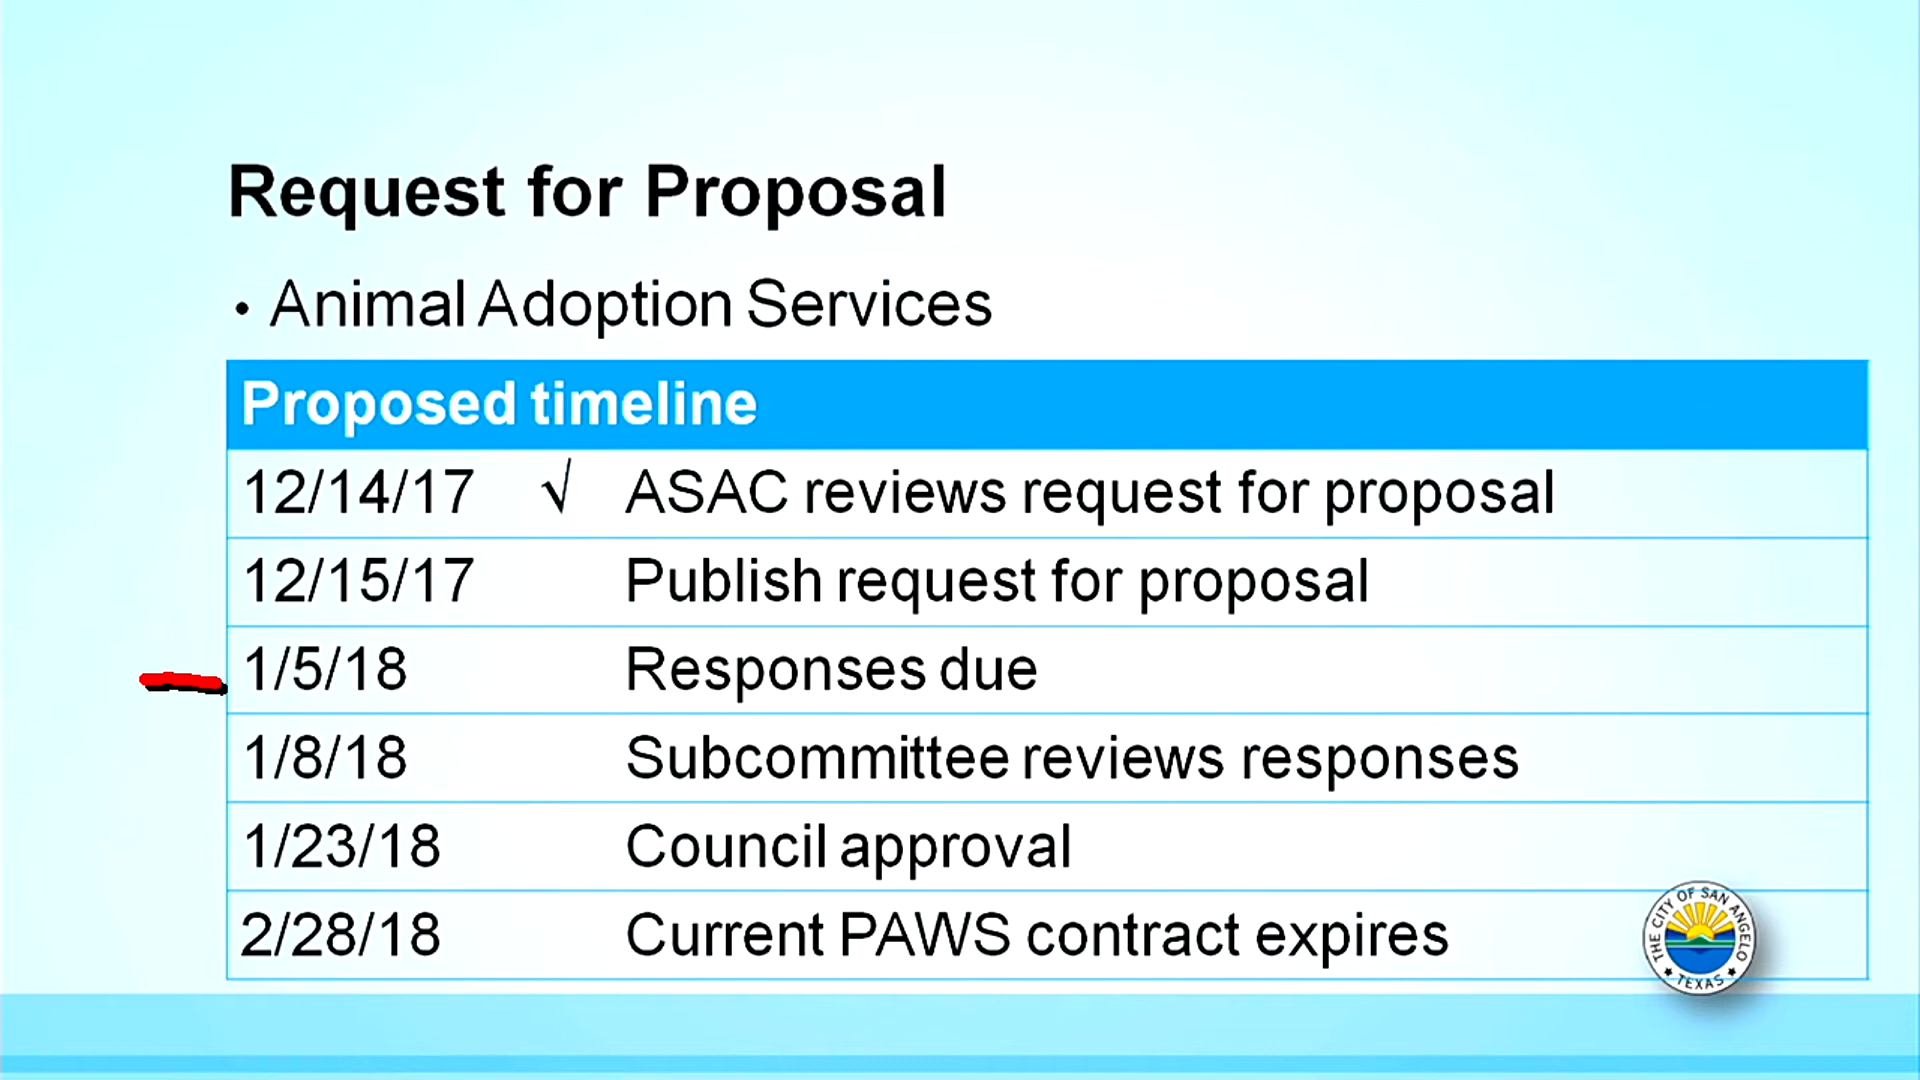 Request for Proposal
• Animal Adoption Services
Proposed timeline
12/14/17 √ ASAC reviews request for proposal
12/15/17 Publish request for proposal
1/5/18 Responses due
1/8/18 Subcommittee reviews responses
1/23/18 Council approval
2/28/18 Current PAWS contract expires
THE CITY OF SAN ANGELO
TEXAS